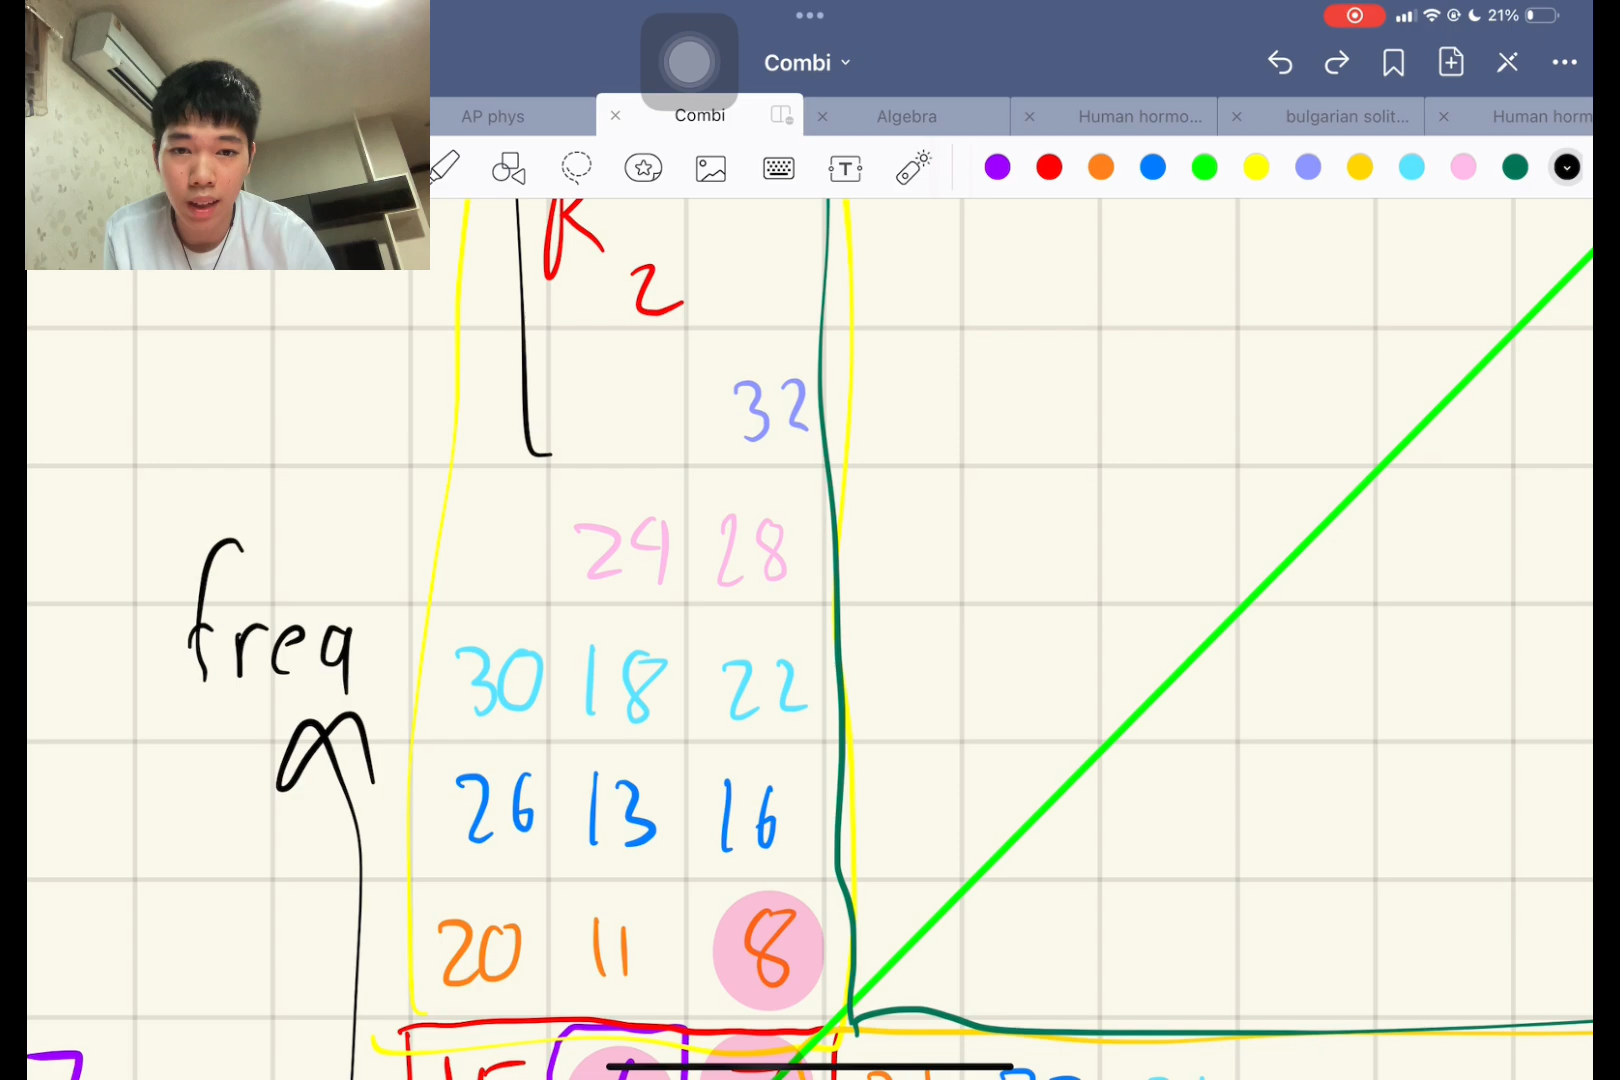 21%
Combi
AP phys
Combi
Algebra
Human hormo...
bulgarian solit...
Human horm
T
K
2
32
29 28
freq
30 18 22
26 13 16
20 11 8